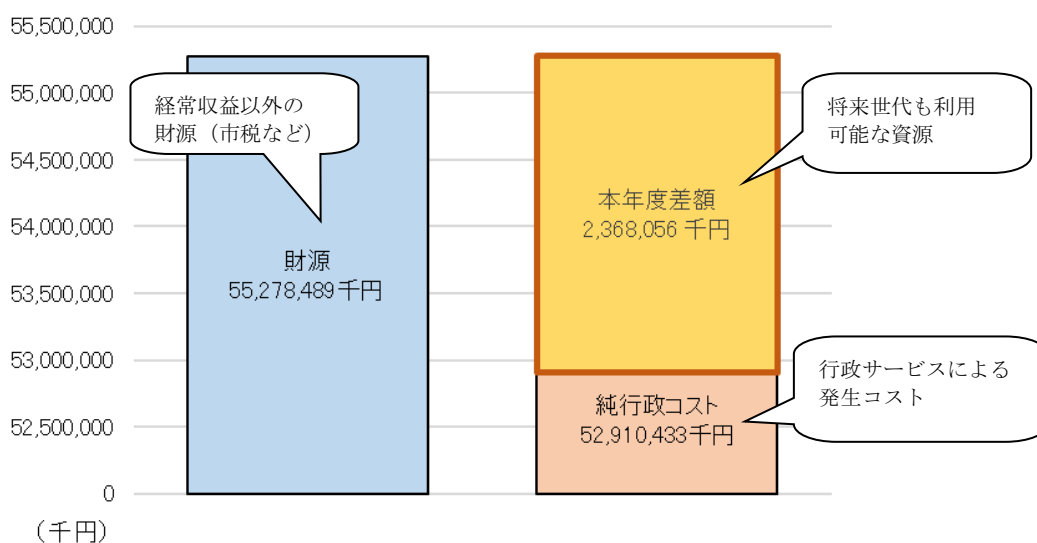 55,500,000
55,000,000
54,500,000
54,000,000
53,500,000
53,000,000
52,500,000
0
（千円）
経常収益以外の
財源（市税など）
財源
55,278,489千円
将来世代も利用
可能な資源
本年度差額
2,368,056 千円
行政サービスによる
発生コスト
純行政コスト
52,910,433千円